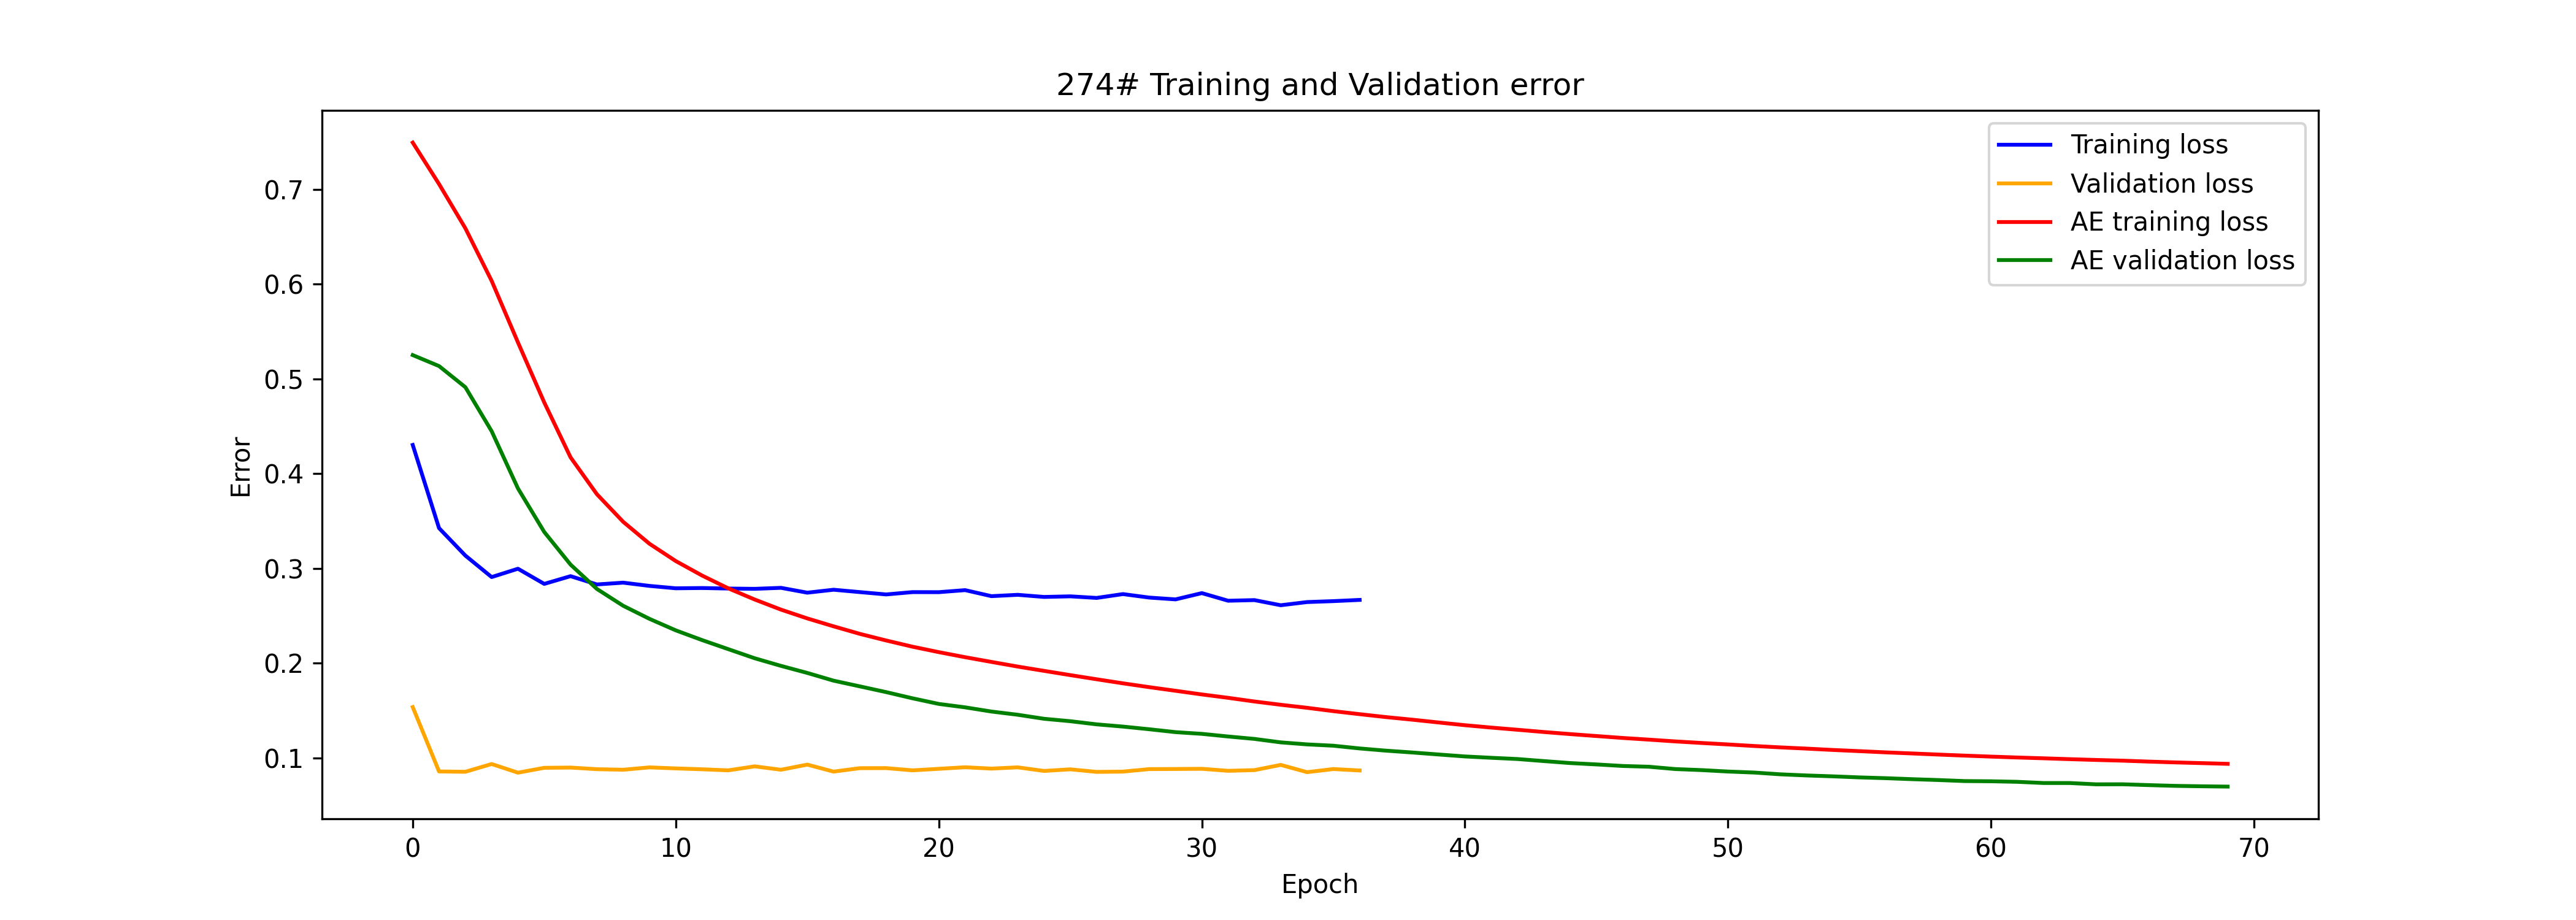 274# Training and Validation error
Training loss
Validation loss
AE training loss
AE validation loss
0.7
0.6
0.5
0.4
0.3
0.2
0.1
Error
0 10 20 30 40 50 60 70
Epoch